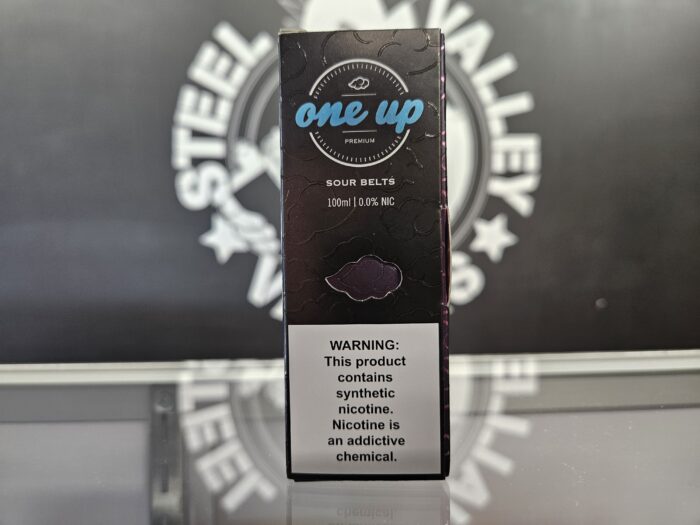 STEEL VALLEY
one up
PREMIUM
SOUR BELTS
100ml | 0.0% NIC
WARNING:
This product
contains
synthetic
nicotine.
Nicotine is
an addictive
chemical.